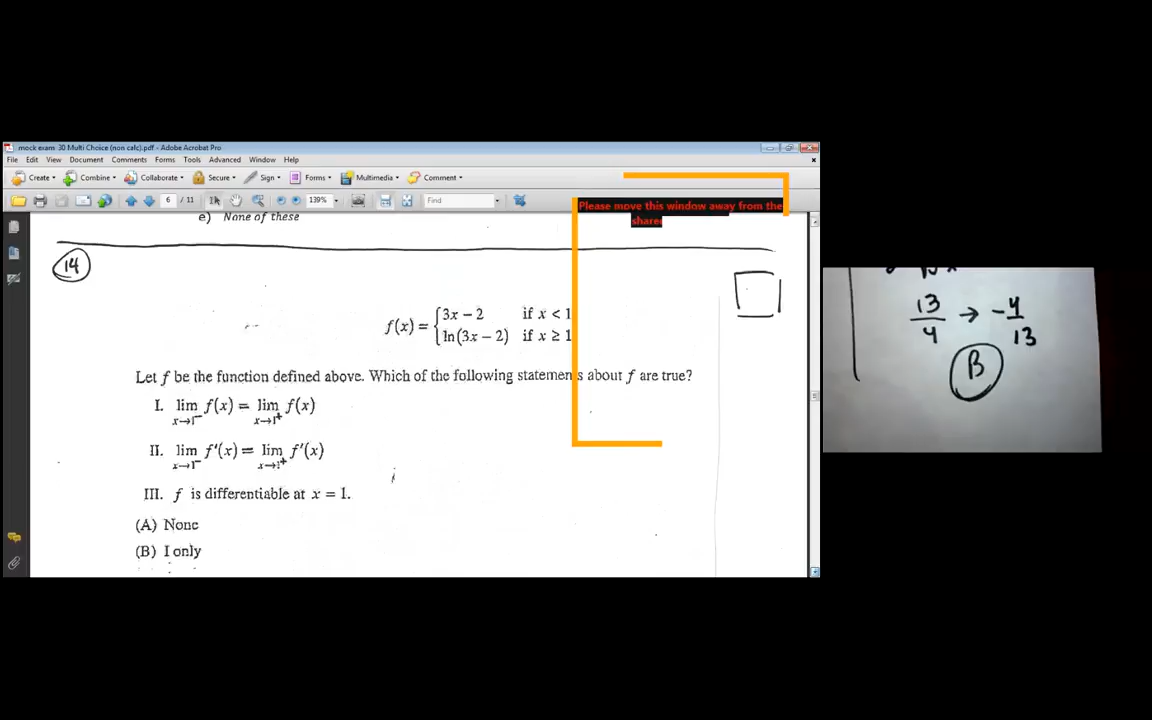 mock exam 30 Multi Choice (non calc).pdf - Adobe Acrobat Pro
File Edit View Document Comments Forms Tools Advanced Window Help
Create Combine Collaborate Secure Sign Forms Multimedia Comment
6 / 11 139% Find
Please move this window away from the
share
e) None of these
14
f(x) = { 3x − 2 if x < 1
ln(3x − 2) if x ≥ 1
Let f be the function defined above. Which of the following statements about f are true?
I. lim x→1⁻ f(x) = lim x→1⁺ f(x)
II. lim x→1⁻ f'(x) = lim x→1⁺ f'(x)
III. f is differentiable at x = 1.
(A) None
(B) I only
13/4 → -4/13
B